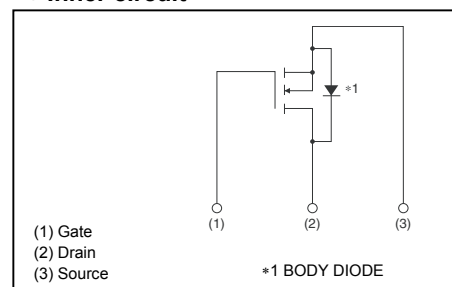 Inner circuit
*1
(1) (2) (3)
(1) Gate
(2) Drain
(3) Source
*1 BODY DIODE